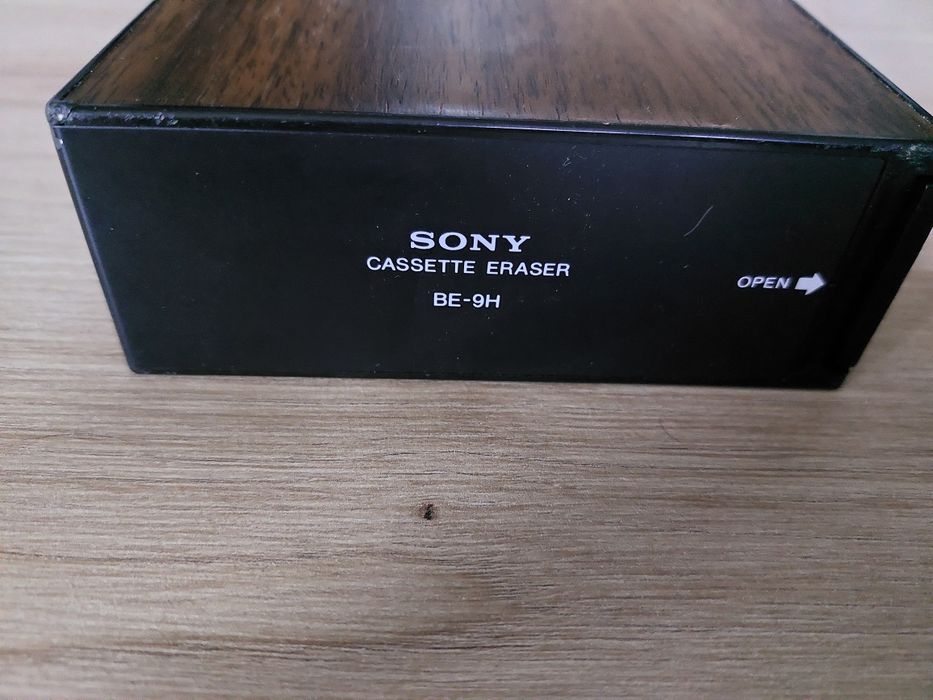 SONY
CASSETTE ERASER
BE-9H
OPEN